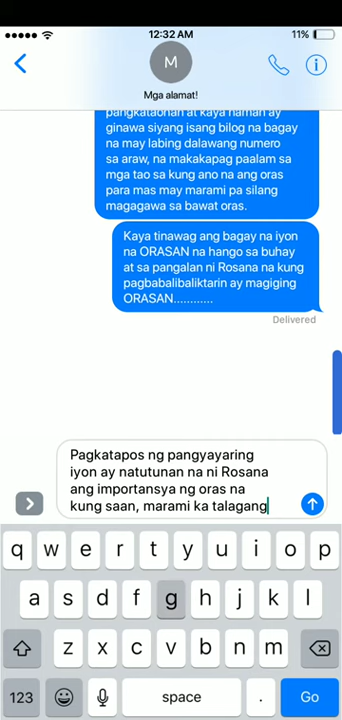 12:32 AM
11%
M
Mga alamat!
pangkataonan at kaya naman ay
ginawa siyang isang bilog na bagay
na may labing dalawang numero
sa araw, na makakapag paalam sa
mga tao sa kung ano na ang oras
para mas may marami pa silang
magagawa sa bawat oras.
Kaya tinawag ang bagay na iyon
na ORASAN na hango sa buhay
at sa pangalan ni Rosana na kung
pagbabalibaliktarin ay magiging
ORASAN............
Delivered
Pagkatapos ng pangyayaring
iyon ay natutunan na ni Rosana
ang importansya ng oras na
kung saan, marami ka talagang
q w e r t y u i o p
a s d f g h j k l
z x c v b n m
123 space . Go